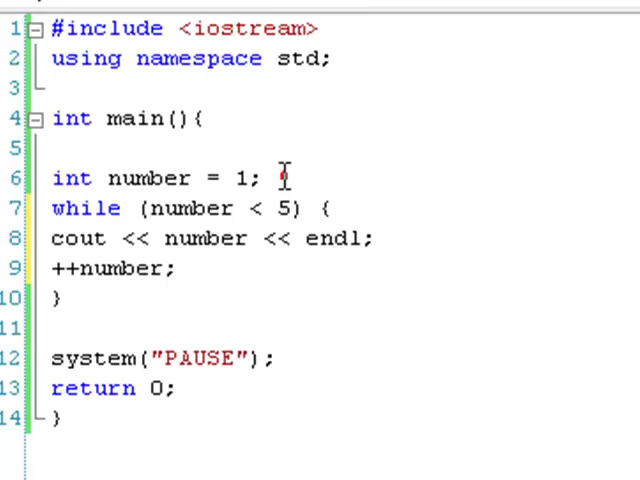 1 #include <iostream>
2 using namespace std;
3
4 int main(){
5
6 int number = 1;
7 while (number < 5) {
8 cout << number << endl;
9 ++number;
10 }
11
12 system("PAUSE");
13 return 0;
14 }